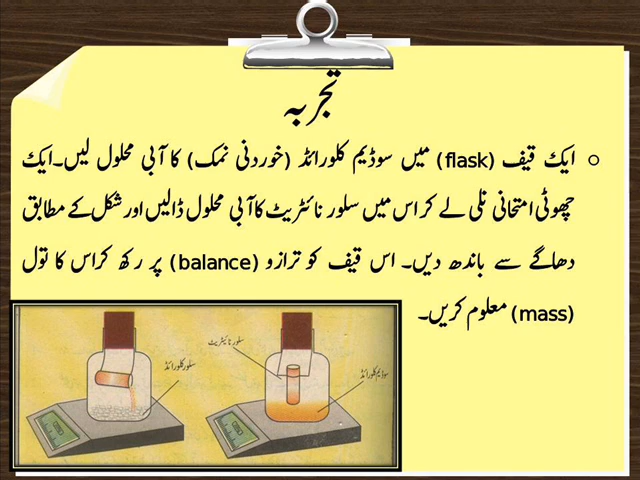 تجربہ
ایک قیف (flask) میں سوڈیم کلورائڈ (خوردنی نمک) کا آبی محلول لیں۔ ایک
چھوٹی امتحانی نلی لے کر اس میں سلور نائٹریٹ کا آبی محلول ڈالیں اور شکل کے مطابق
دھاگے سے باندھ دیں۔ اس قیف کو ترازو (balance) پر رکھ کر اس کا تول
(mass) معلوم کریں۔
سلور نائٹریٹ
سوڈیم کلورائڈ
سلور کلورائڈ